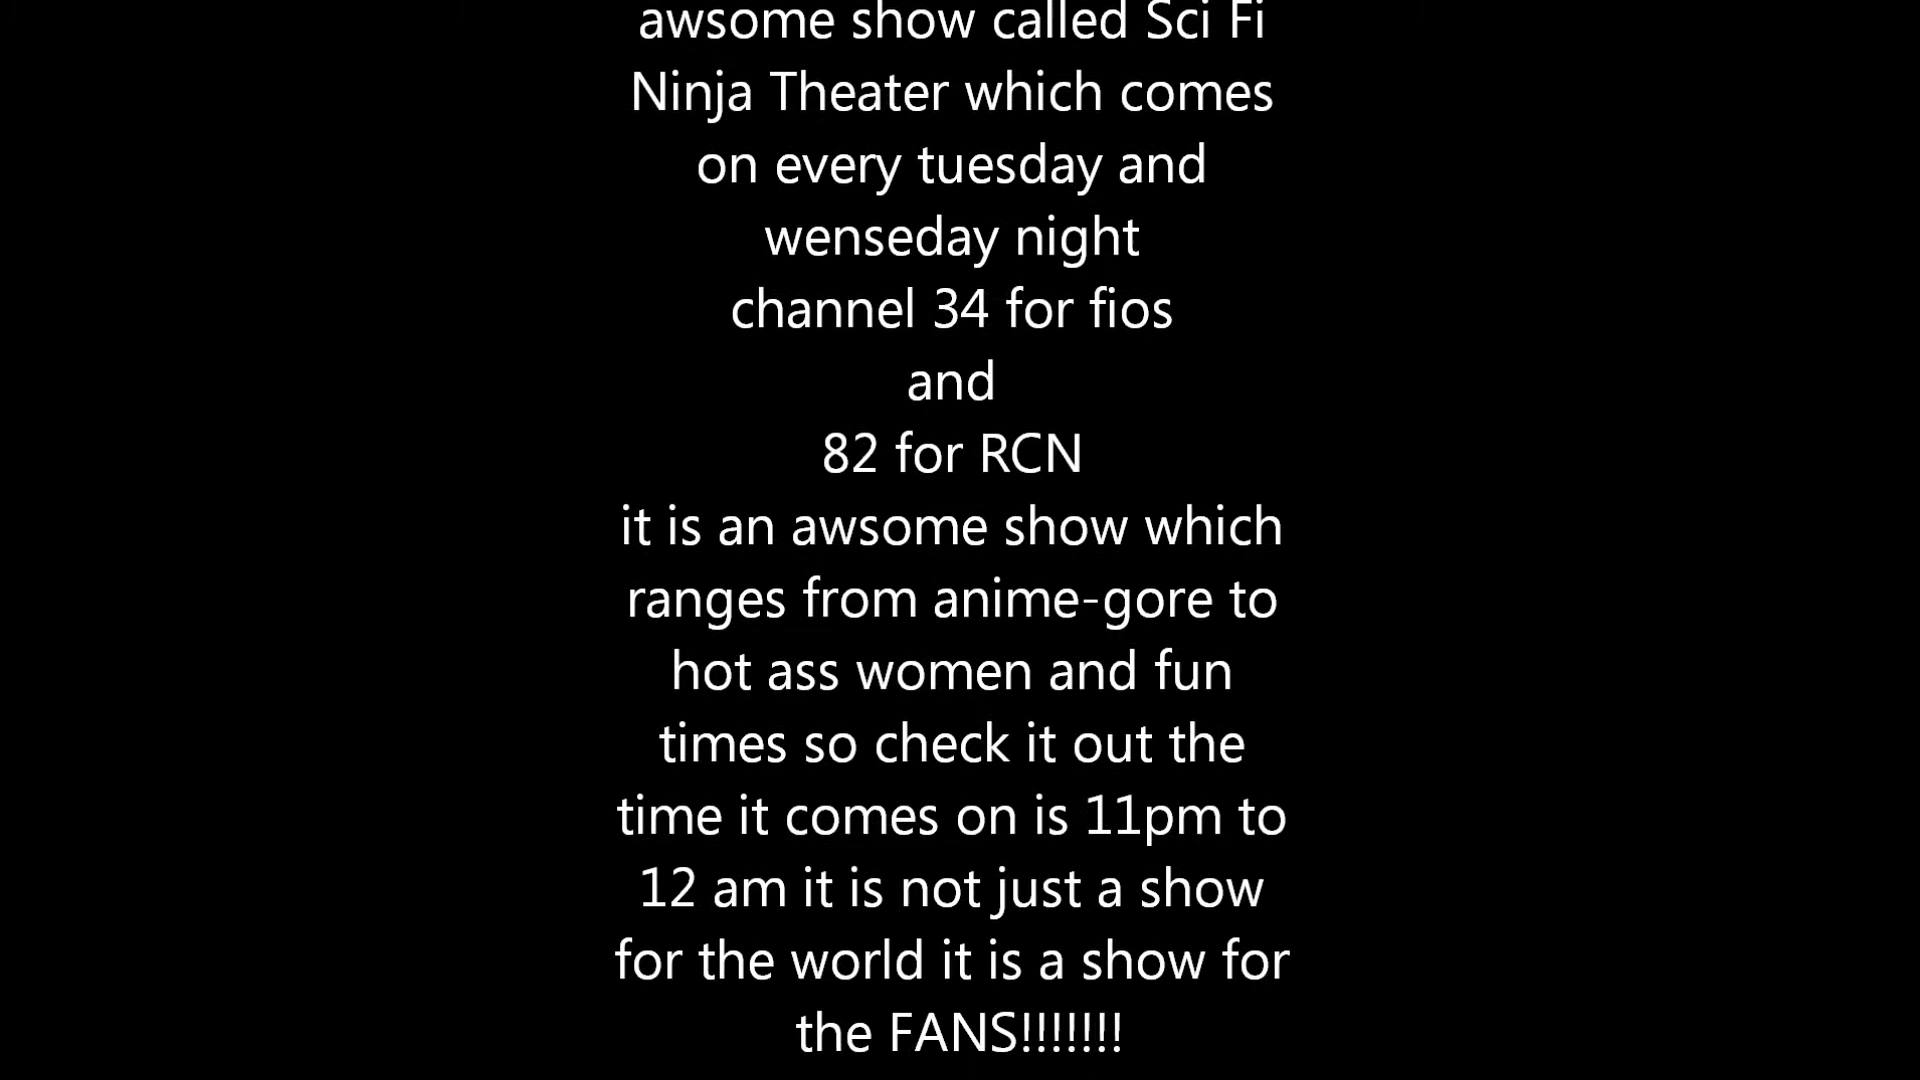 awsome show called Sci Fi
Ninja Theater which comes
on every tuesday and
wenseday night
channel 34 for fios
and
82 for RCN
it is an awsome show which
ranges from anime-gore to
hot ass women and fun
times so check it out the
time it comes on is 11pm to
12 am it is not just a show
for the world it is a show for
the FANS!!!!!!!